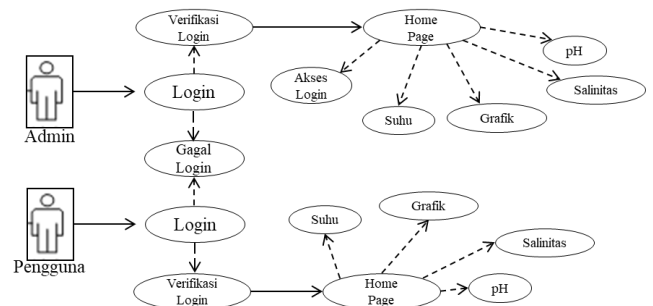 Verifikasi
Login
Home
Page
pH
Akses
Login
Salinitas
Login
Suhu
Grafik
Admin
Gagal
Login
Grafik
Suhu
Login
Salinitas
Pengguna
Verifikasi
Login
Home
Page
pH